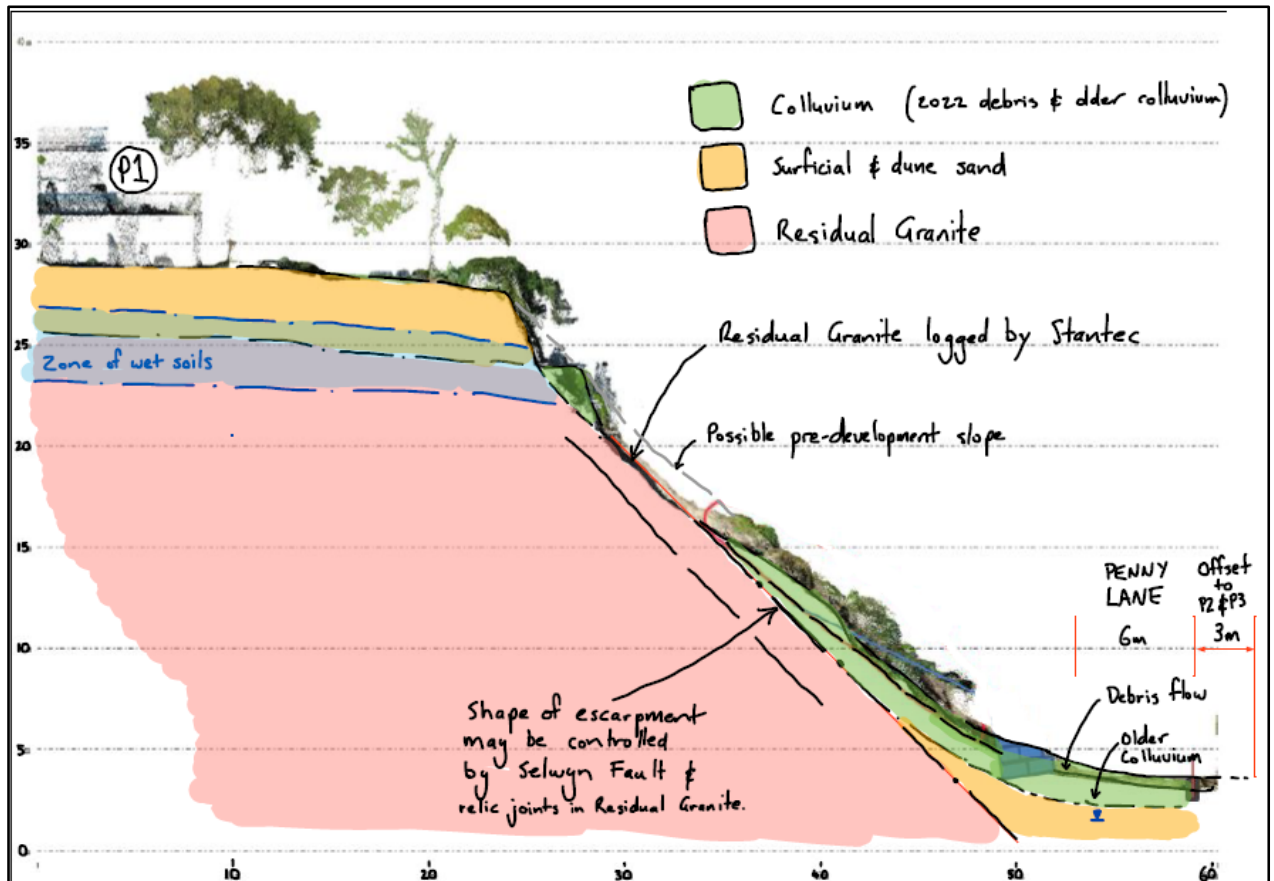 40
35
30
25
20
15
10
5
0
10
20
30
40
50
60
P1
Colluvium (2022 debris & older colluvium)
Surficial & dune sand
Residual Granite
Residual Granite logged by Stantec
Zone of wet soils
Possible pre-development slope
PENNY
LANE
6m
Offset
to
P2&P3
3m
Debris flow
Older
Colluvium
Shape of escarpment
may be controlled
by Selwyn Fault &
relic joints in Residual Granite.